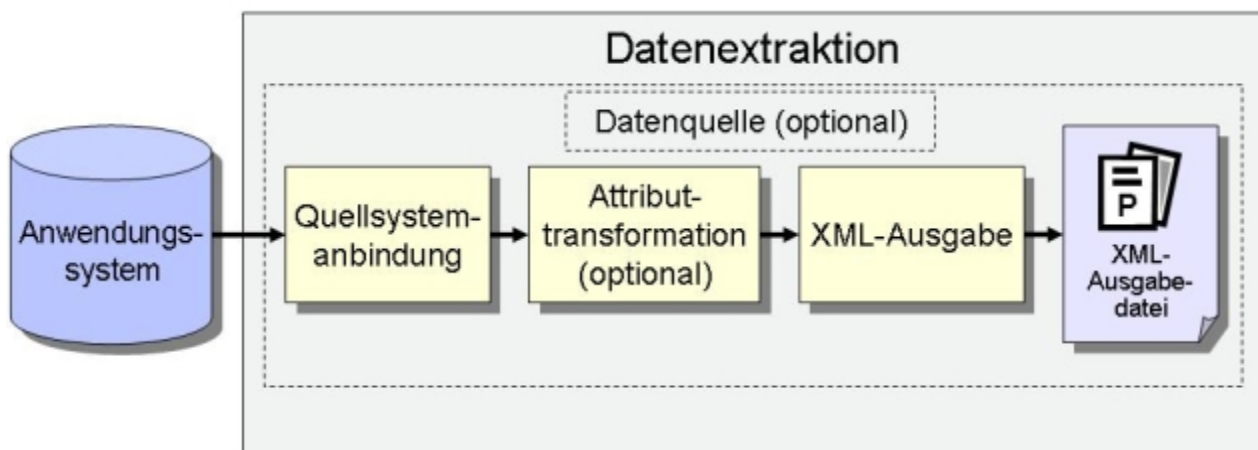 Datenextraktion
Datenquelle (optional)
Anwendungs-
system
Quellsystem-
anbindung
Attribut-
transformation
(optional)
XML-Ausgabe
P
XML-
Ausgabe-
datei